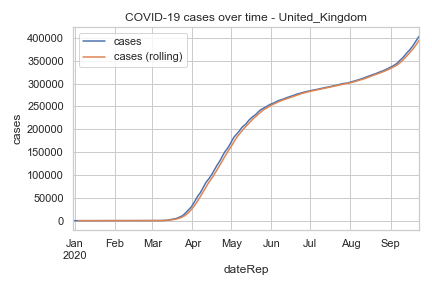 COVID-19 cases over time - United_Kingdom
cases
cases (rolling)
400000
350000
300000
250000
200000
150000
100000
50000
0
cases
Jan Feb Mar Apr May Jun Jul Aug Sep
2020
dateRep